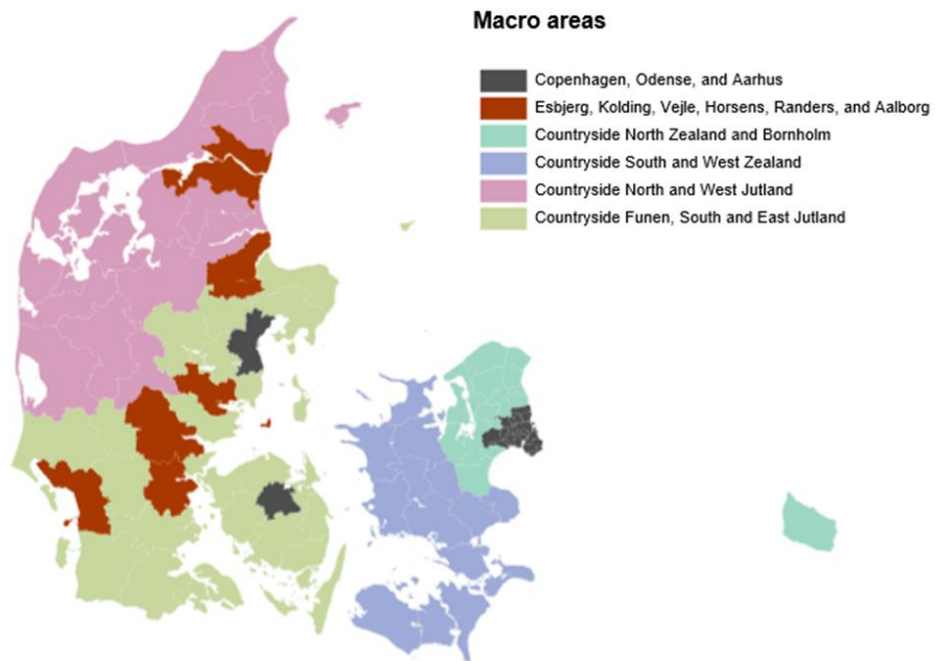 Macro areas
Copenhagen, Odense, and Aarhus
Esbjerg, Kolding, Vejle, Horsens, Randers, and Aalborg
Countryside North Zealand and Bornholm
Countryside South and West Zealand
Countryside North and West Jutland
Countryside Funen, South and East Jutland